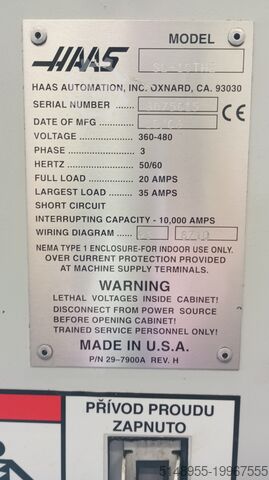 HAAS
MODEL
HAAS AUTOMATION, INC. OXNARD, CA. 93030
SERIAL NUMBER
CE
DATE OF MFG
VOLTAGE 360-480
PHASE 3
HERTZ 50/60
FULL LOAD 20 AMPS
LARGEST LOAD 35 AMPS
SHORT CIRCUIT
INTERRUPTING CAPACITY - 10,000 AMPS
WIRING DIAGRAM
NEMA TYPE 1 ENCLOSURE-FOR INDOOR USE ONLY.
OVER CURRENT PROTECTION PROVIDED
AT MACHINE SUPPLY TERMINALS.
WARNING
LETHAL VOLTAGES INSIDE CABINET!
DISCONNECT FROM POWER SOURCE
BEFORE OPENING CABINET!
TRAINED SERVICE PERSONNEL ONLY!
MADE IN U.S.A.
P/N 29-7900A REV. H
PŘÍVOD PROUDU
ZAPNUTO
5148955-19967555